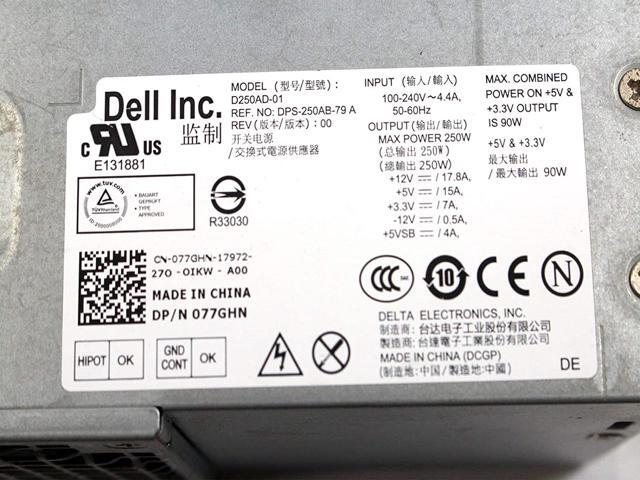 Dell Inc.
监制
c RU US
E131881
MODEL (型号/型號):
D250AD-01
REF. NO: DPS-250AB-79 A
REV (版本/版本): 00
开关电源
/交換式電源供應器
INPUT (输入/輸入)
100-240V～4.4A,
50-60Hz
OUTPUT (输出/輸出)
MAX POWER 250W
(总输出 250W)
(總輸出 250W)
+12V ⎓ / 17.8A,
+5V ⎓ / 15A,
+3.3V ⎓ / 7A,
-12V ⎓ / 0.5A,
+5VSB ⎓ / 4A,
MAX. COMBINED
POWER ON +5V &
+3.3V OUTPUT
IS 90W
+5V & +3.3V
最大输出
/ 最大輸出 90W
www.tuv.com
TÜVRheinland
BAUART
GEPRUFT
TYPE
APPROVED
R33030
CN-077GHN-17972-
270-0IKW-A00
MADE IN CHINA
DP/N 077GHN
CCC
10
CE
N
DELTA ELECTRONICS, INC.
制造商: 台达电子工业股份有限公司
製造商: 台達電子工業股份有限公司
MADE IN CHINA (DCGP)
(制造地: 中国 / 製造地: 中國)
HIPOT OK
GND
CONT OK
DE